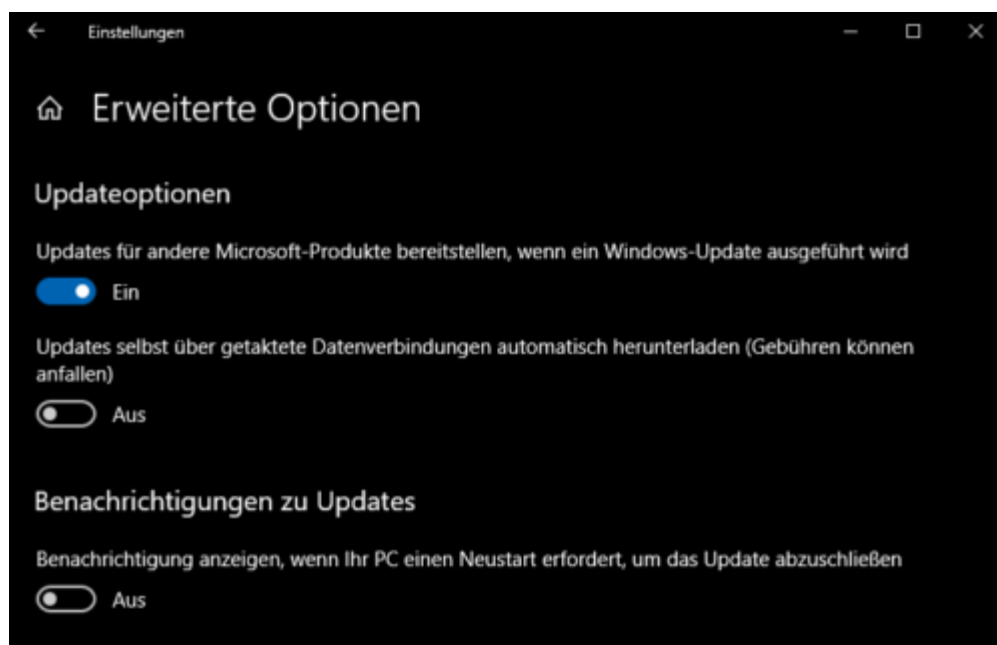 Einstellungen
Erweiterte Optionen
Updateoptionen
Updates für andere Microsoft-Produkte bereitstellen, wenn ein Windows-Update ausgeführt wird
Ein
Updates selbst über getaktete Datenverbindungen automatisch herunterladen (Gebühren können
anfallen)
Aus
Benachrichtigungen zu Updates
Benachrichtigung anzeigen, wenn Ihr PC einen Neustart erfordert, um das Update abzuschließen
Aus